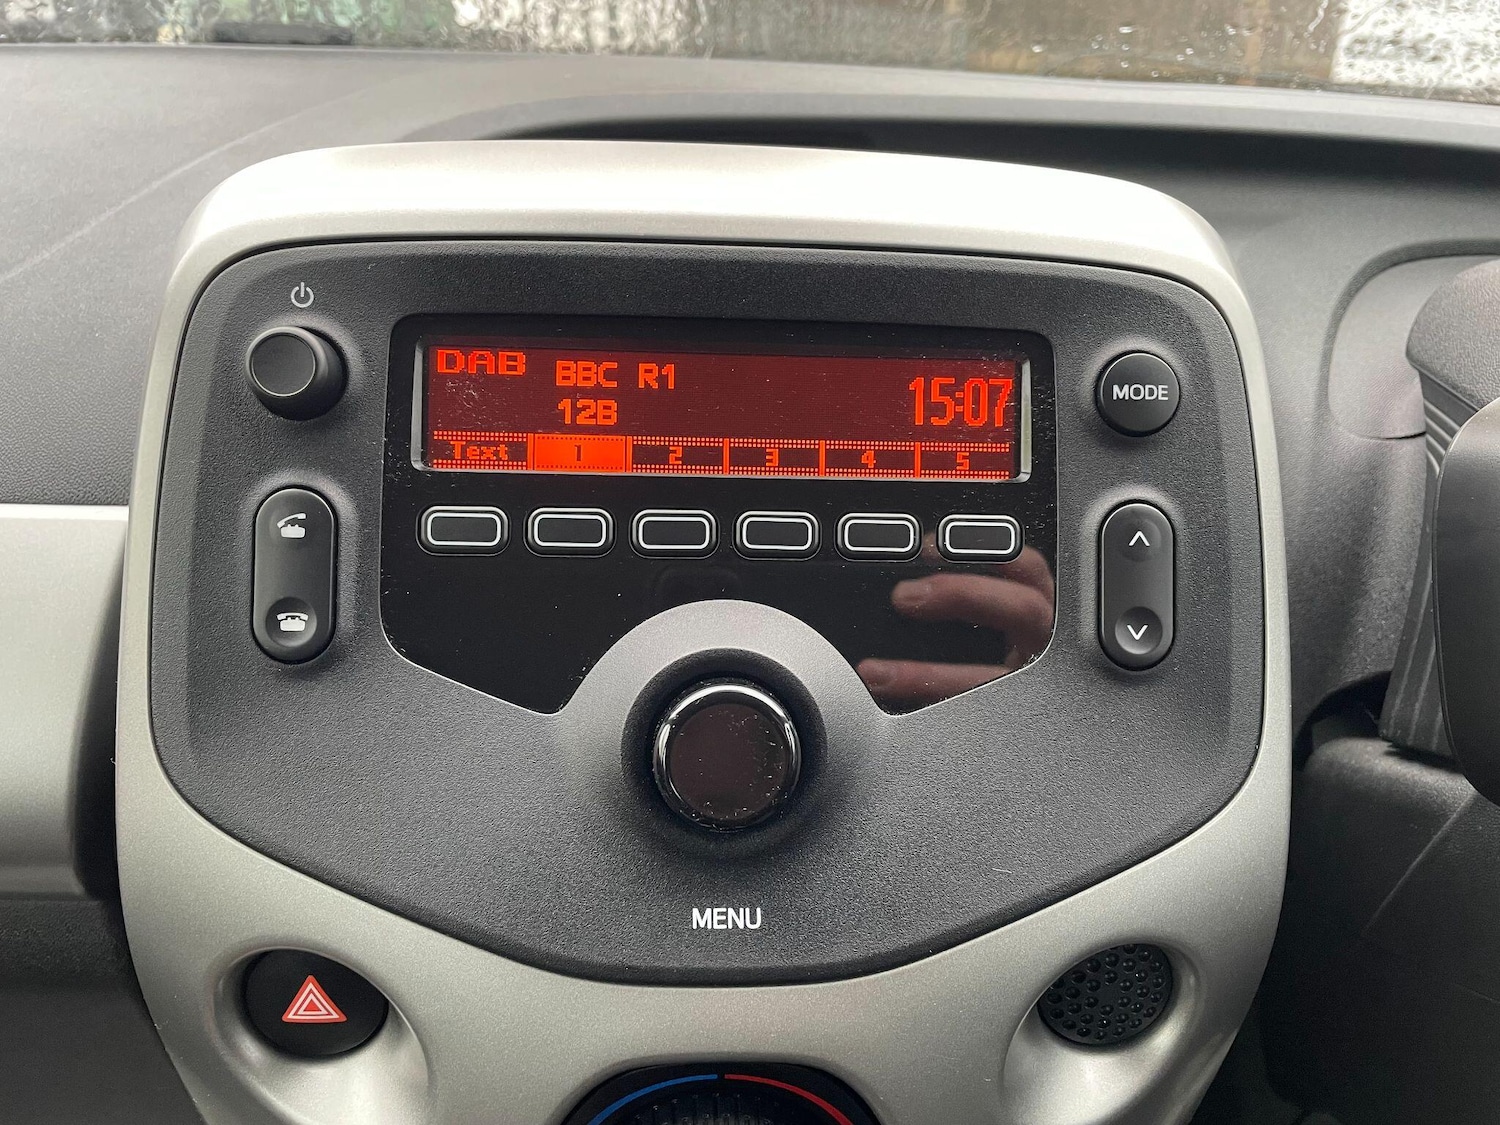 DAB BBC R1 15:07
12B
Text 1 2 3 4 5
MODE
MENU